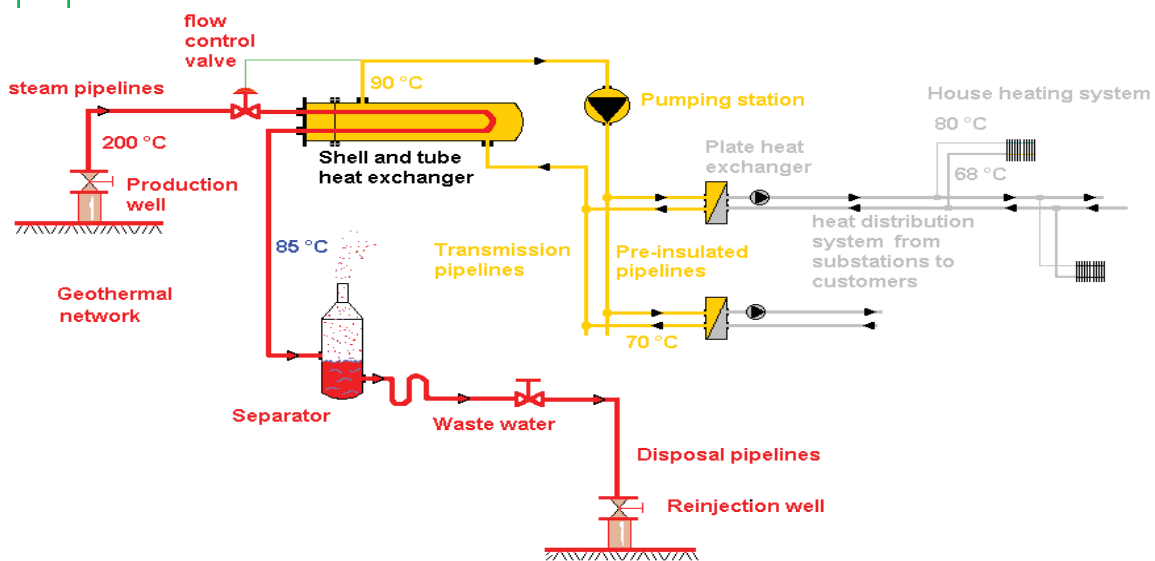 flow
control
valve
steam pipelines
90 °C
Pumping station
House heating system
80 °C
200 °C
Shell and tube
heat exchanger
Plate heat
exchanger
68 °C
Production
well
85 °C
Transmission
pipelines
Pre-insulated
pipelines
heat distribution
system from
substations to
customers
Geothermal
network
70 °C
Separator
Waste water
Disposal pipelines
Reinjection well